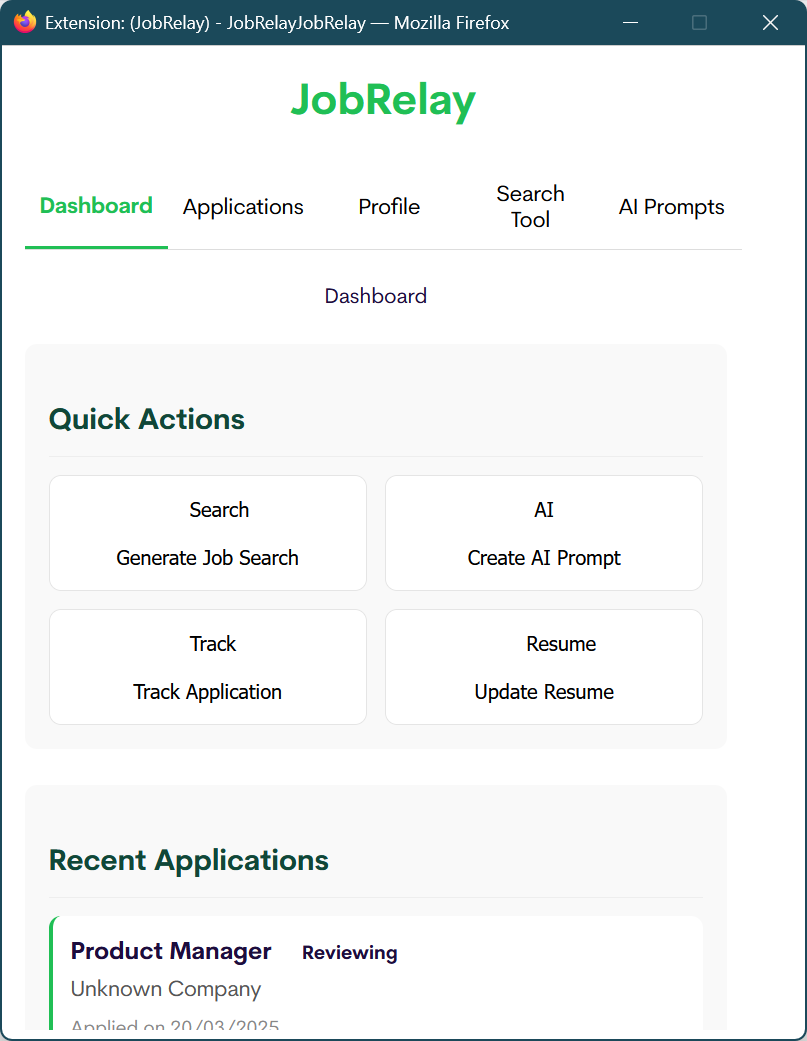 Extension: (JobRelay) - JobRelayJobRelay — Mozilla Firefox
JobRelay
Dashboard
Applications
Profile
Search
Tool
AI Prompts
Dashboard
Quick Actions
Search
Generate Job Search
AI
Create AI Prompt
Track
Track Application
Resume
Update Resume
Recent Applications
Product Manager Reviewing
Unknown Company
Applied on 20/03/2025